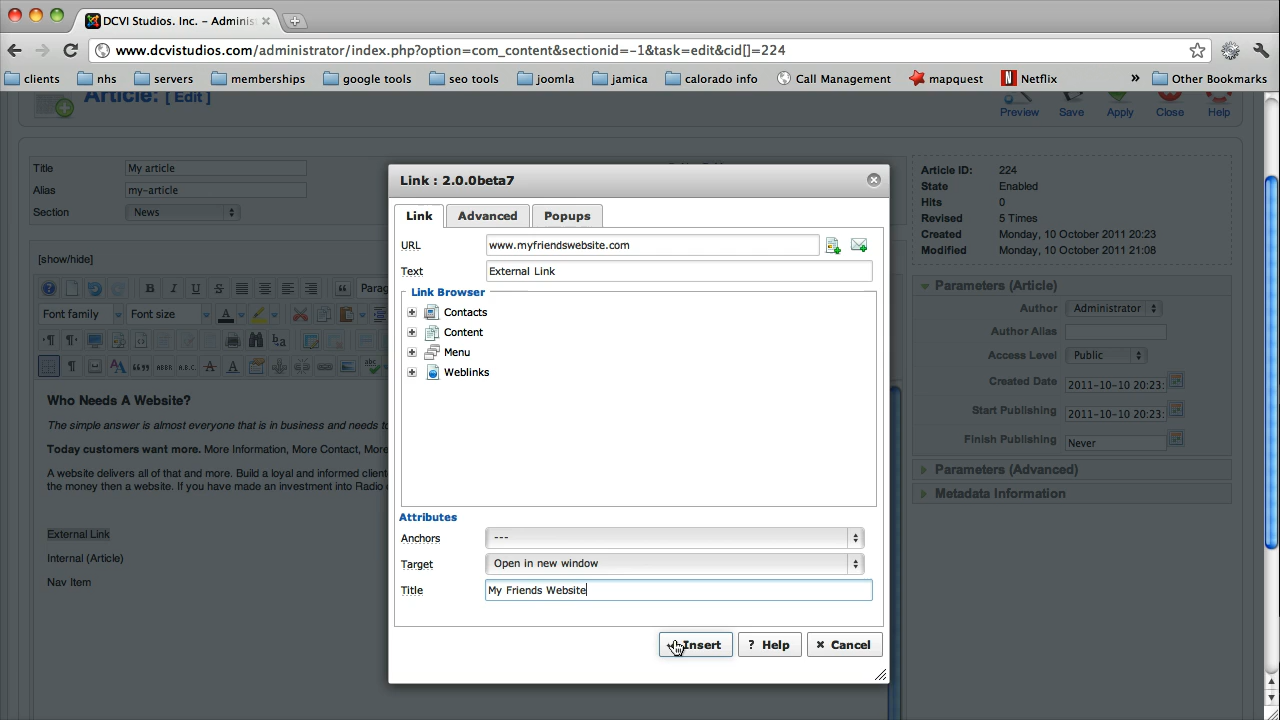 DCVI Studios. Inc. - Adminis
www.dcvistudios.com/administrator/index.php?option=com_content&sectionid=-1&task=edit&cid[]=224
clients nhs servers memberships google tools seo tools joomla jamica calorado info Call Management mapquest Netflix » Other Bookmarks
Article: [ Edit ]
Preview Save Apply Close Help
Title My article
Alias my-article
Section News
[show/hide]
Parag
Font family Font size
Who Needs A Website?
The simple answer is almost everyone that is in business and needs to
Today customers want more. More Information, More Contact, More
A website delivers all of that and more. Build a loyal and informed client
the money then a website. If you have made an investment into Radio
External Link
Internal (Article)
Nav Item
Link : 2.0.0beta7
Link Advanced Popups
URL www.myfriendswebsite.com
Text External Link
Link Browser
Contacts
Content
Menu
Weblinks
Attributes
Anchors ---
Target Open in new window
Title My Friends Website
Insert ? Help Cancel
Article ID: 224
State Enabled
Hits 0
Revised 5 Times
Created Monday, 10 October 2011 20:23
Modified Monday, 10 October 2011 21:08
Parameters (Article)
Author Administrator
Author Alias
Access Level Public
Created Date 2011-10-10 20:23:
Start Publishing 2011-10-10 20:23:
Finish Publishing Never
Parameters (Advanced)
Metadata Information